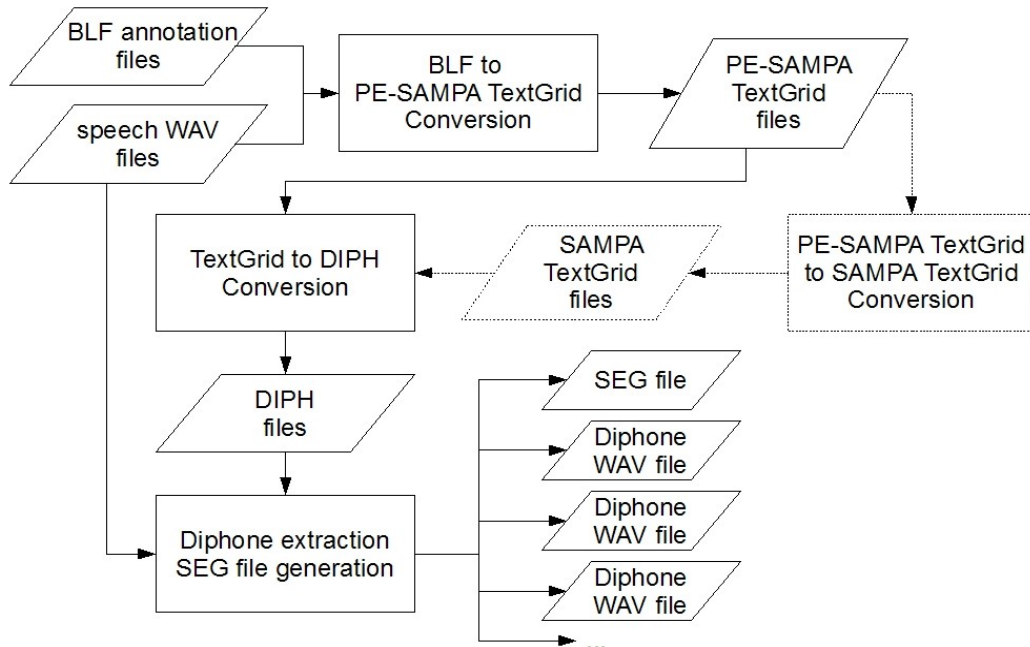 BLF annotation
files
BLF to
PE-SAMPA TextGrid
Conversion
PE-SAMPA
TextGrid
files
speech WAV
files
TextGrid to DIPH
Conversion
SAMPA
TextGrid
files
PE-SAMPA TextGrid
to SAMPA TextGrid
Conversion
DIPH
files
SEG file
Diphone
WAV file
Diphone
WAV file
Diphone extraction
SEG file generation
Diphone
WAV file
...